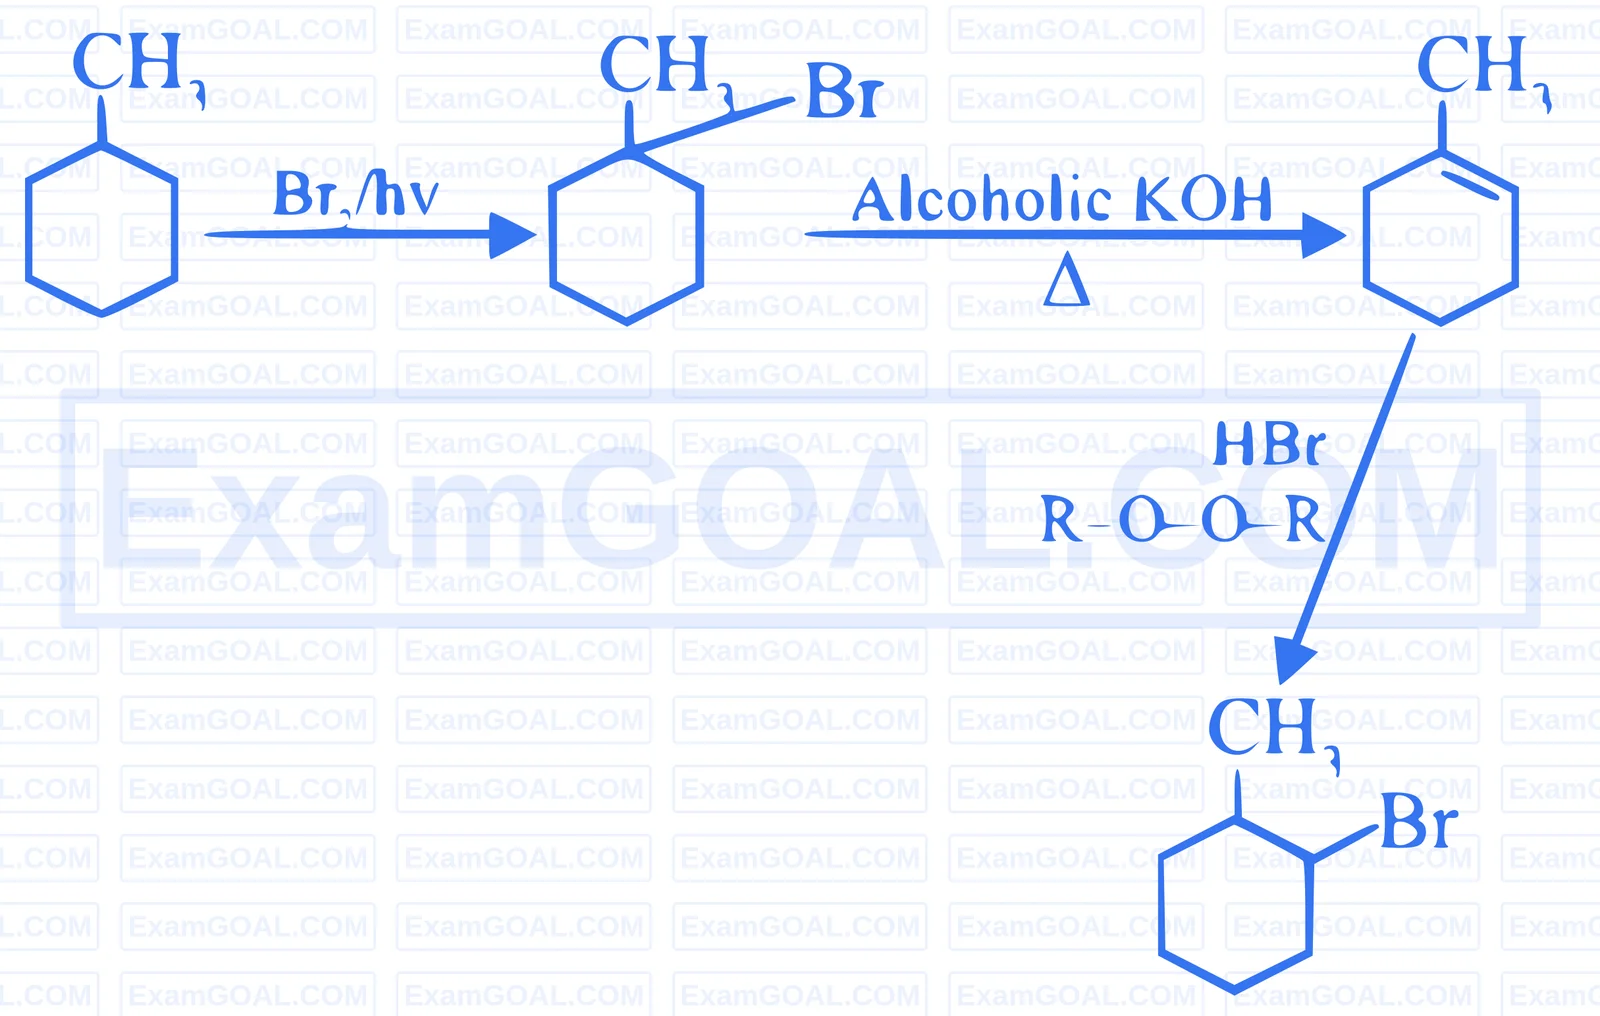 CH3 CH3 Br CH3
Br2/hν Alcoholic KOH
Δ
HBr
R-O-O-R
CH3
Br
ExamGOAL.COM